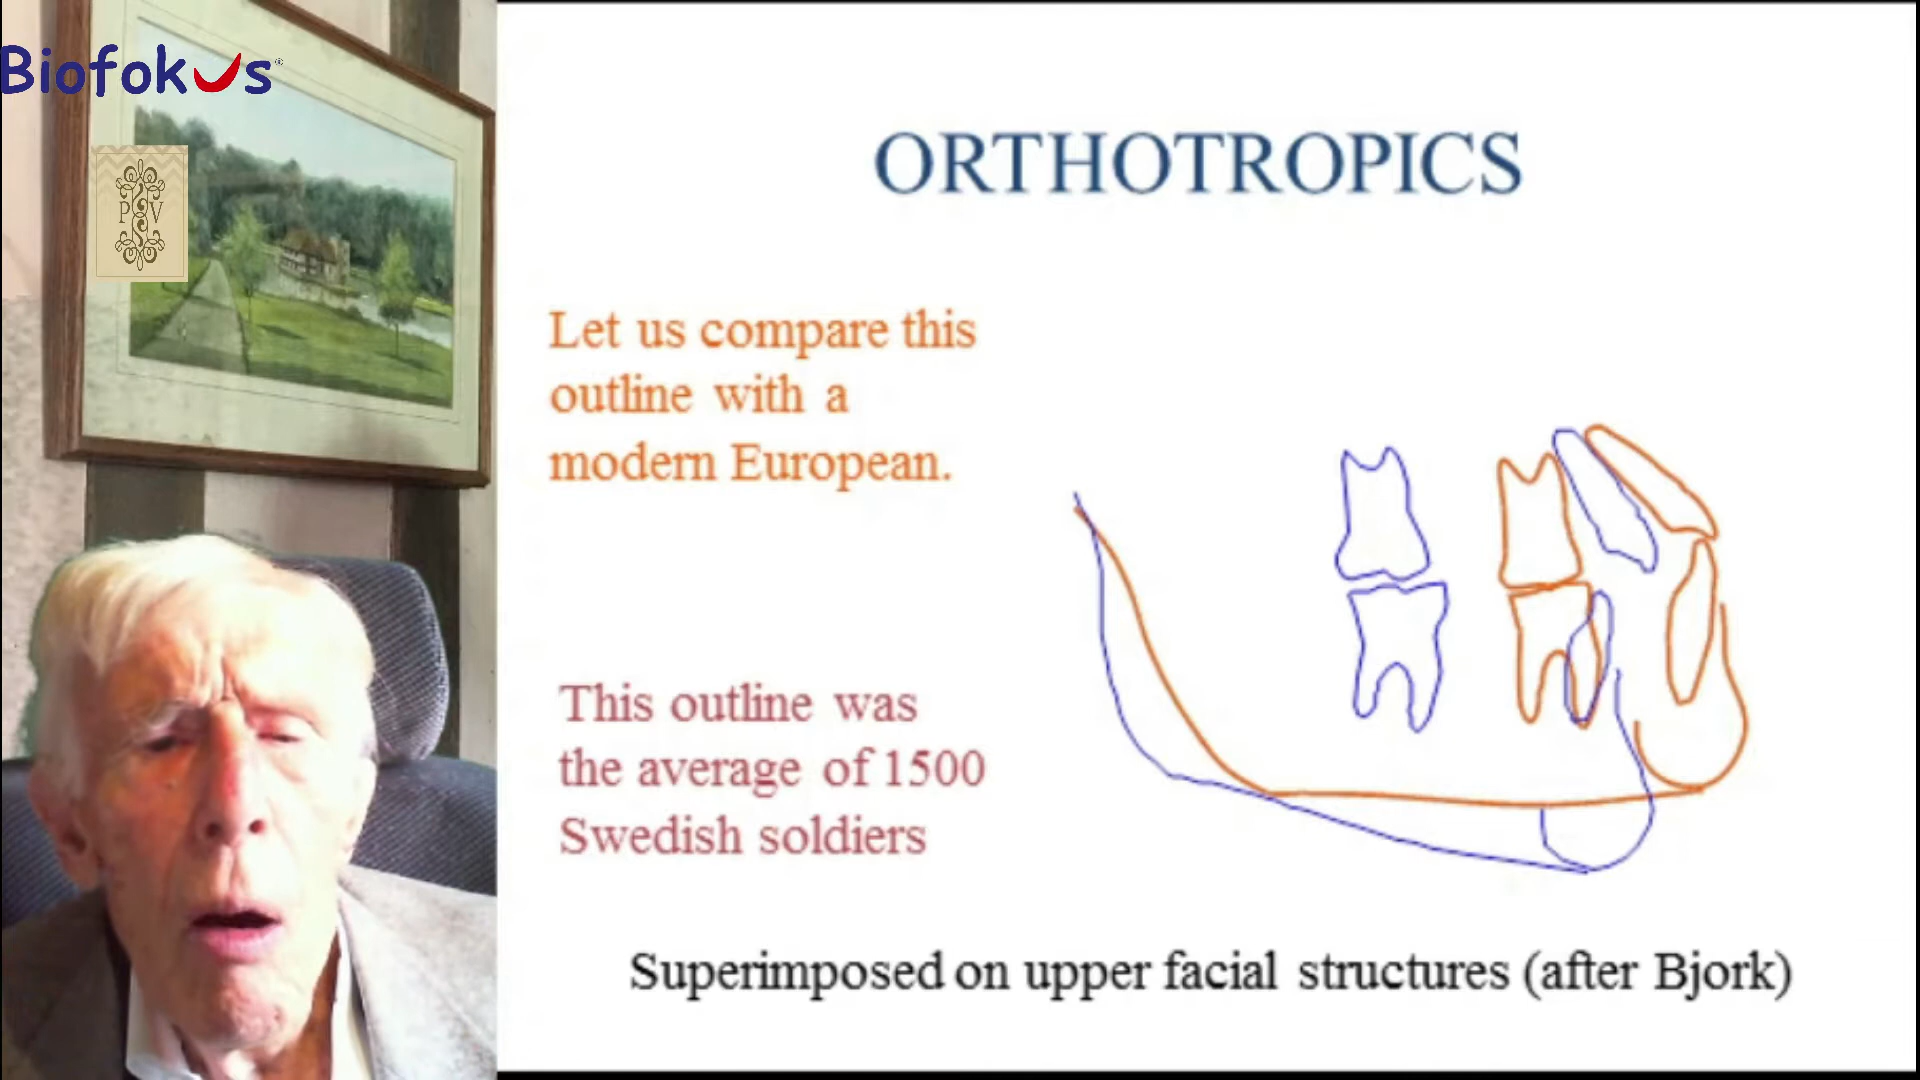 Biofokus®
P S V
ORTHOTROPICS
Let us compare this
outline with a
modern European.
This outline was
the average of 1500
Swedish soldiers
Superimposed on upper facial structures (after Bjork)